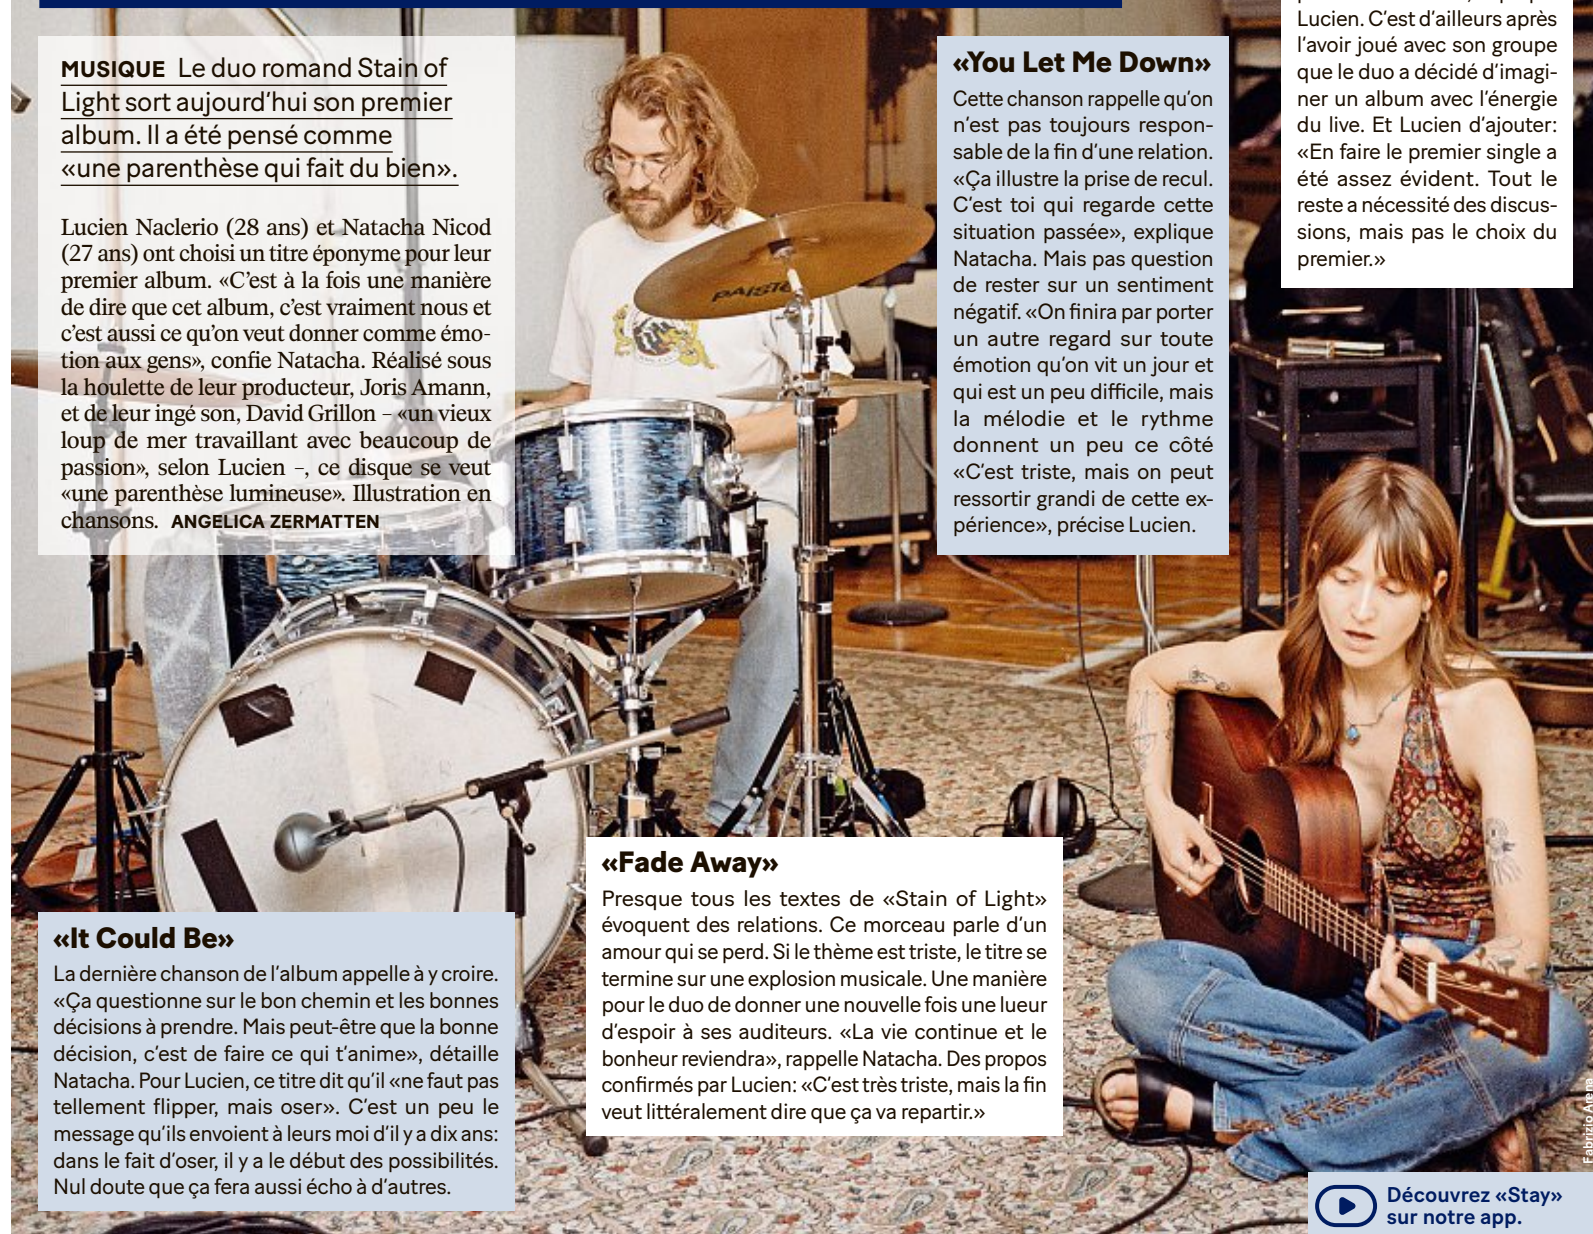 MUSIQUE Le duo romand Stain of
Light sort aujourd'hui son premier
album. Il a été pensé comme
«une parenthèse qui fait du bien».
Lucien Naclerio (28 ans) et Natacha Nicod
(27 ans) ont choisi un titre éponyme pour leur
premier album. «C'est à la fois une manière
de dire que cet album, c'est vraiment nous et
c'est aussi ce qu'on veut donner comme émo-
tion aux gens», confie Natacha. Réalisé sous
la houlette de leur producteur, Joris Amann,
et de leur ingé son, David Grillon – «un vieux
loup de mer travaillant avec beaucoup de
passion», selon Lucien –, ce disque se veut
«une parenthèse lumineuse». Illustration en
chansons. ANGELICA ZERMATTEN
PAISTE
«It Could Be»
La dernière chanson de l'album appelle à y croire.
«Ça questionne sur le bon chemin et les bonnes
décisions à prendre. Mais peut-être que la bonne
décision, c'est de faire ce qui t'anime», détaille
Natacha. Pour Lucien, ce titre dit qu'il «ne faut pas
tellement flipper, mais oser». C'est un peu le
message qu'ils envoient à leurs moi d'il y a dix ans:
dans le fait d'oser, il y a le début des possibilités.
Nul doute que ça fera aussi écho à d'autres.
«Fade Away»
Presque tous les textes de «Stain of Light»
évoquent des relations. Ce morceau parle d'un
amour qui se perd. Si le thème est triste, le titre se
termine sur une explosion musicale. Une manière
pour le duo de donner une nouvelle fois une lueur
d'espoir à ses auditeurs. «La vie continue et le
bonheur reviendra», rappelle Natacha. Des propos
confirmés par Lucien: «C'est très triste, mais la fin
veut littéralement dire que ça va repartir.»
«You Let Me Down»
Cette chanson rappelle qu'on
n'est pas toujours respon-
sable de la fin d'une relation.
«Ça illustre la prise de recul.
C'est toi qui regarde cette
situation passée», explique
Natacha. Mais pas question
de rester sur un sentiment
négatif. «On finira par porter
un autre regard sur toute
émotion qu'on vit un jour et
qui est un peu difficile, mais
la mélodie et le rythme
donnent un peu ce côté
«C'est triste, mais on peut
ressortir grandi de cette ex-
périence», précise Lucien.
Lucien. C'est d'ailleurs après
l'avoir joué avec son groupe
que le duo a décidé d'imagi-
ner un album avec l'énergie
du live. Et Lucien d'ajouter:
«En faire le premier single a
été assez évident. Tout le
reste a nécessité des discus-
sions, mais pas le choix du
premier.»
Fabrizio Arena
Découvrez «Stay»
sur notre app.